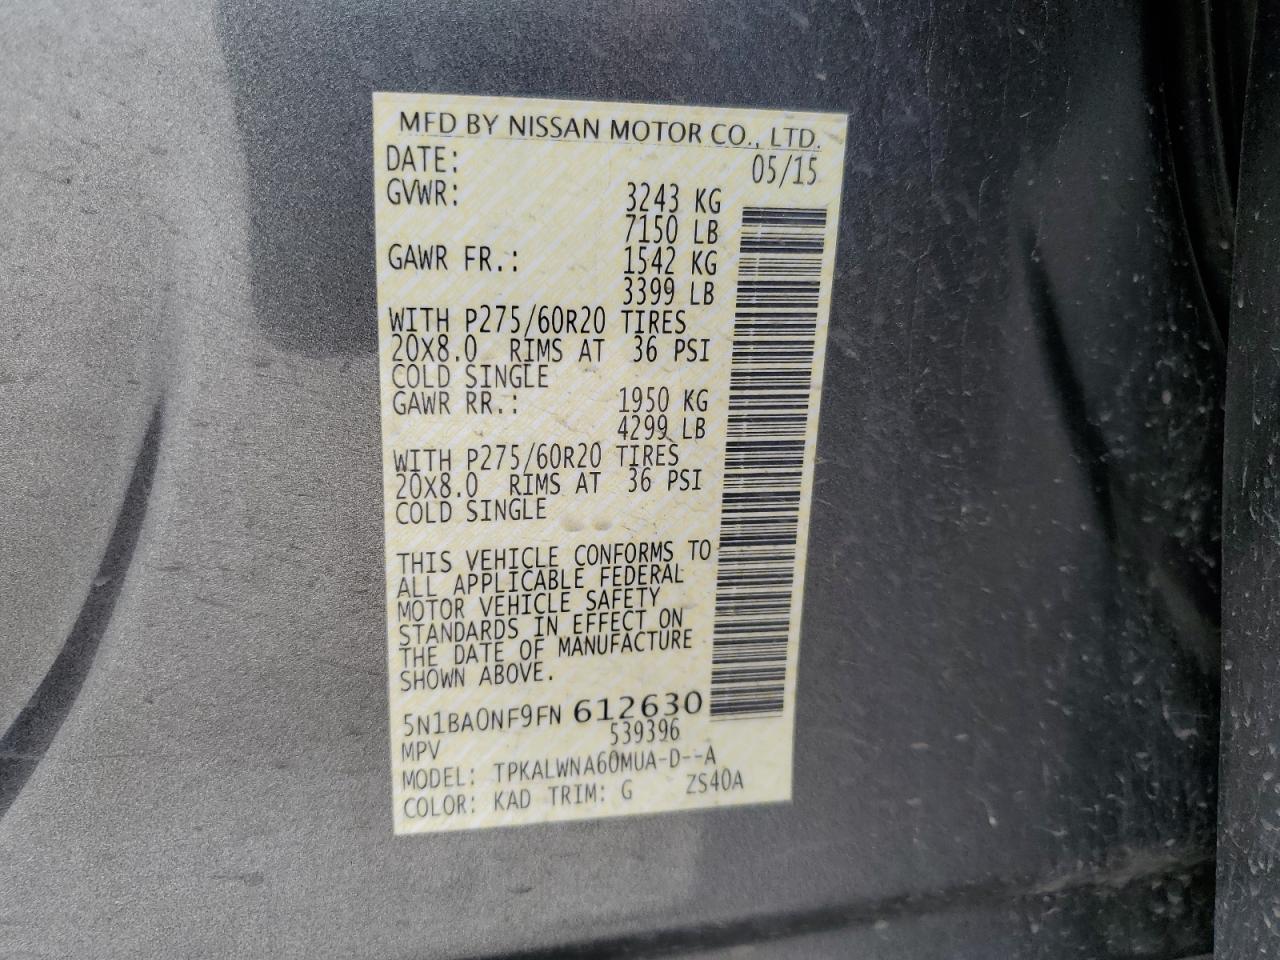 MFD BY NISSAN MOTOR CO., LTD.
DATE: 05/15
GVWR: 3243 KG
7150 LB
GAWR FR.: 1542 KG
3399 LB
WITH P275/60R20 TIRES
20X8.0 RIMS AT 36 PSI
COLD SINGLE
GAWR RR.: 1950 KG
4299 LB
WITH P275/60R20 TIRES
20X8.0 RIMS AT 36 PSI
COLD SINGLE
THIS VEHICLE CONFORMS TO
ALL APPLICABLE FEDERAL
MOTOR VEHICLE SAFETY
STANDARDS IN EFFECT ON
THE DATE OF MANUFACTURE
SHOWN ABOVE.
5N1BA0NF9FN 612630
539396
MPV
MODEL: TPKALWNA60MUA-D--A
COLOR: KAD TRIM: G ZS40A